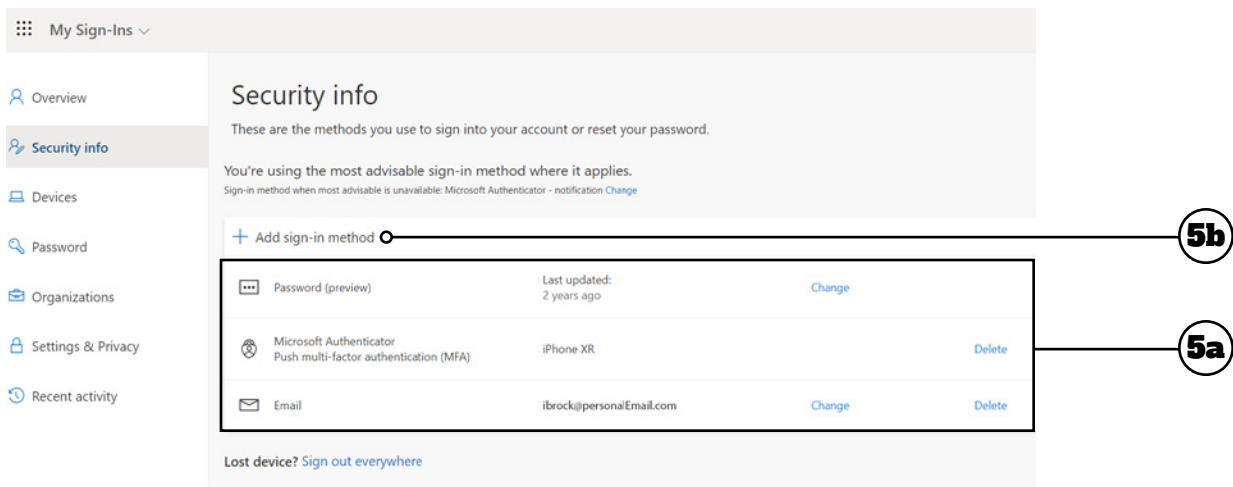 My Sign-Ins
Overview
Security info
Devices
Password
Organizations
Settings & Privacy
Recent activity
Security info
These are the methods you use to sign into your account or reset your password.
You're using the most advisable sign-in method where it applies.
Sign-in method when most advisable is unavailable: Microsoft Authenticator - notification Change
+ Add sign-in method
5b
Password (preview)
Last updated:
2 years ago
Change
Microsoft Authenticator
Push multi-factor authentication (MFA)
iPhone XR
Delete
5a
Email
ibrock@personalEmail.com
Change
Delete
Lost device? Sign out everywhere